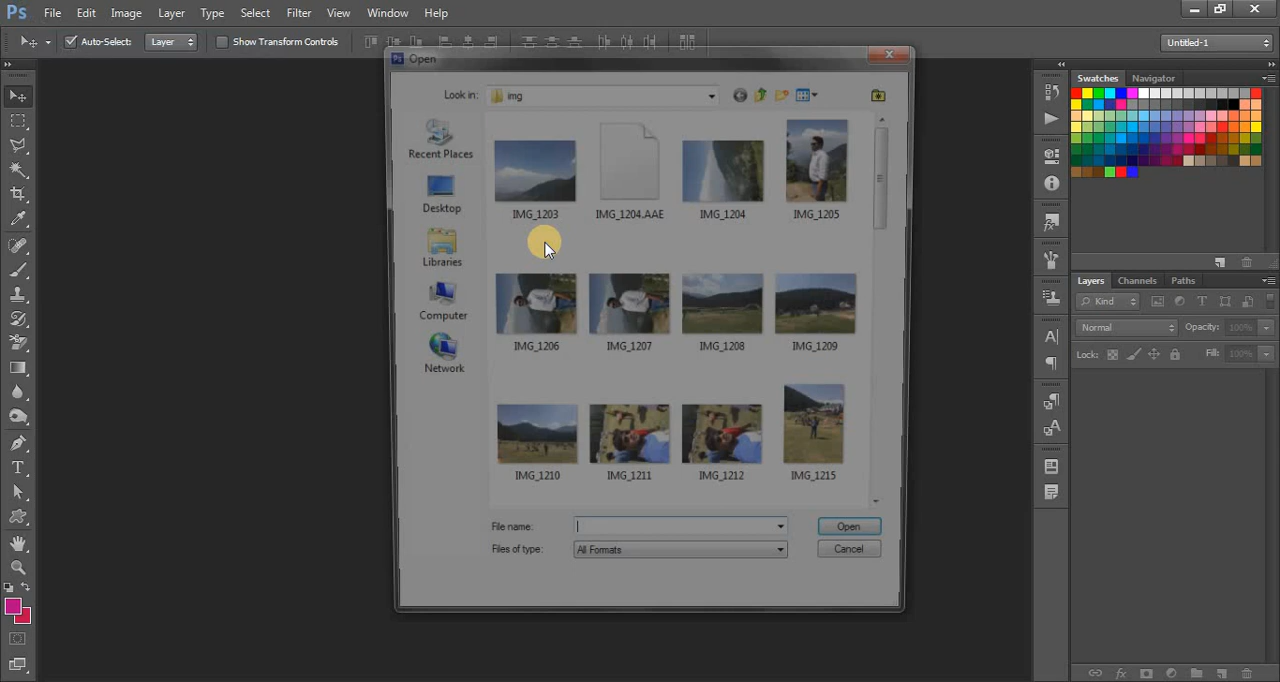 Ps File Edit Image Layer Type Select Filter View Window Help
Auto-Select: Layer Show Transform Controls Untitled-1
Open
Look in: img
Recent Places
Desktop
Libraries
Computer
Network
IMG_1203 IMG_1204.AAE IMG_1204 IMG_1205
IMG_1206 IMG_1207 IMG_1208 IMG_1209
IMG_1210 IMG_1211 IMG_1212 IMG_1215
File name: Open
Files of type: All Formats Cancel
Swatches Navigator
Layers Channels Paths
Kind
Normal Opacity: 100%
Lock: Fill: 100%